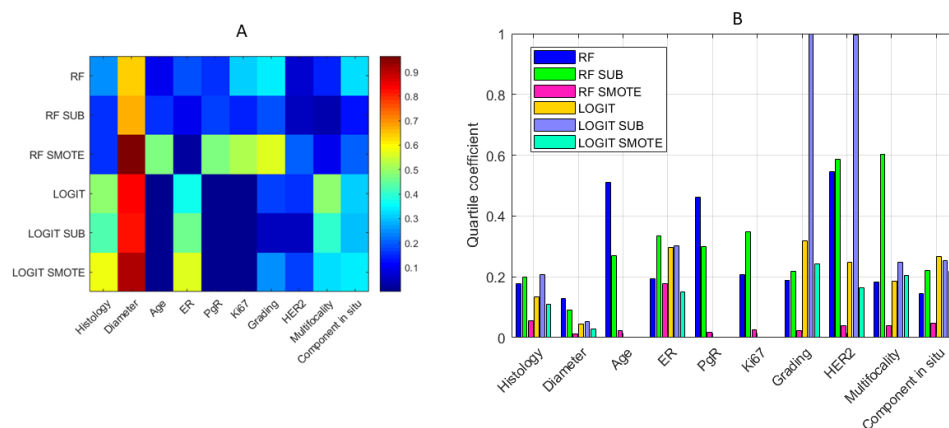 A
RF
RF SUB
RF SMOTE
LOGIT
LOGIT SUB
LOGIT SMOTE
Histology
Diameter
Age
ER
PgR
Ki67
Grading
HER2
Multifocality
Component in situ
0.9
0.8
0.7
0.6
0.5
0.4
0.3
0.2
0.1
B
Quartile coefficient
1
0.8
0.6
0.4
0.2
0
RF
RF SUB
RF SMOTE
LOGIT
LOGIT SUB
LOGIT SMOTE
Histology
Diameter
Age
ER
PgR
Ki67
Grading
HER2
Multifocality
Component in situ